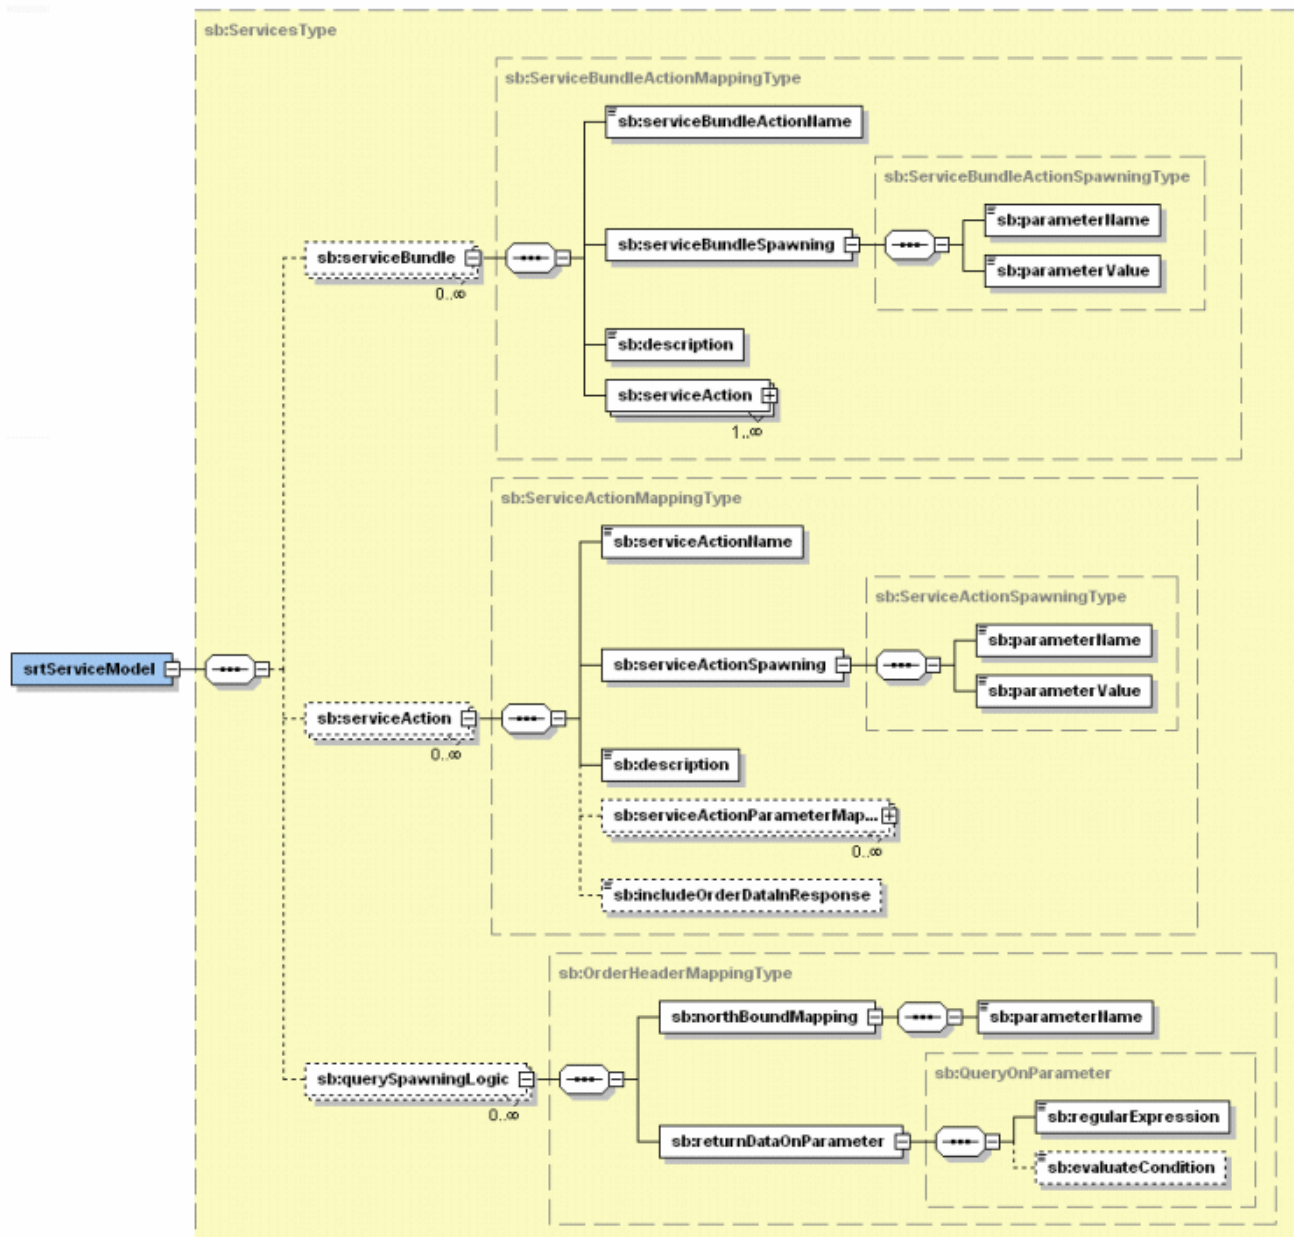 sb:ServicesType
sb:ServiceBundleActionMappingType
sb:serviceBundleActionName
sb:ServiceBundleActionSpawningType
sb:parameterName
sb:serviceBundleSpawning
sb:serviceBundle
0..∞
sb:parameterValue
sb:description
sb:serviceAction
1..∞
sb:ServiceActionMappingType
sb:serviceActionName
sb:ServiceActionSpawningType
sb:parameterName
srtServiceModel
sb:serviceActionSpawning
sb:parameterValue
sb:serviceAction
0..∞
sb:description
sb:serviceActionParameterMap...
0..∞
sb:includeOrderDataInResponse
sb:OrderHeaderMappingType
sb:northBoundMapping
sb:parameterName
sb:QueryOnParameter
sb:querySpawningLogic
0..∞
sb:regularExpression
sb:returnDataOnParameter
sb:evaluateCondition